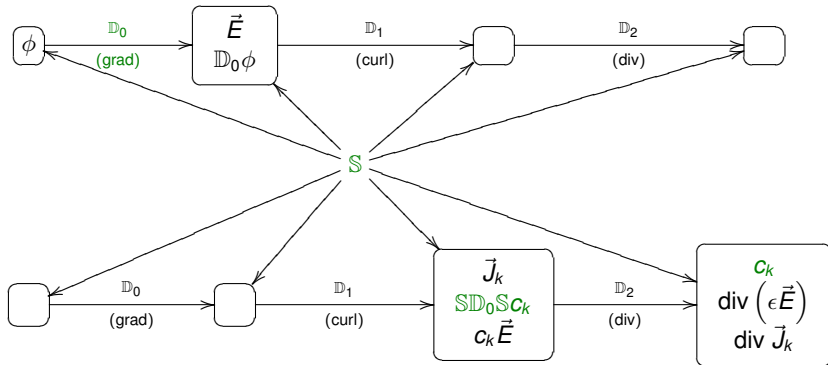 𝔻₀ 𝔻₁ 𝔻₂
ϕ E⃗
(grad) 𝔻₀ϕ (curl) (div)
𝕊
𝔻₀ 𝔻₁ J⃗ₖ 𝔻₂ cₖ
𝕊𝔻₀𝕊cₖ div (ϵE⃗)
(grad) (curl) cₖE⃗ (div) div J⃗ₖ